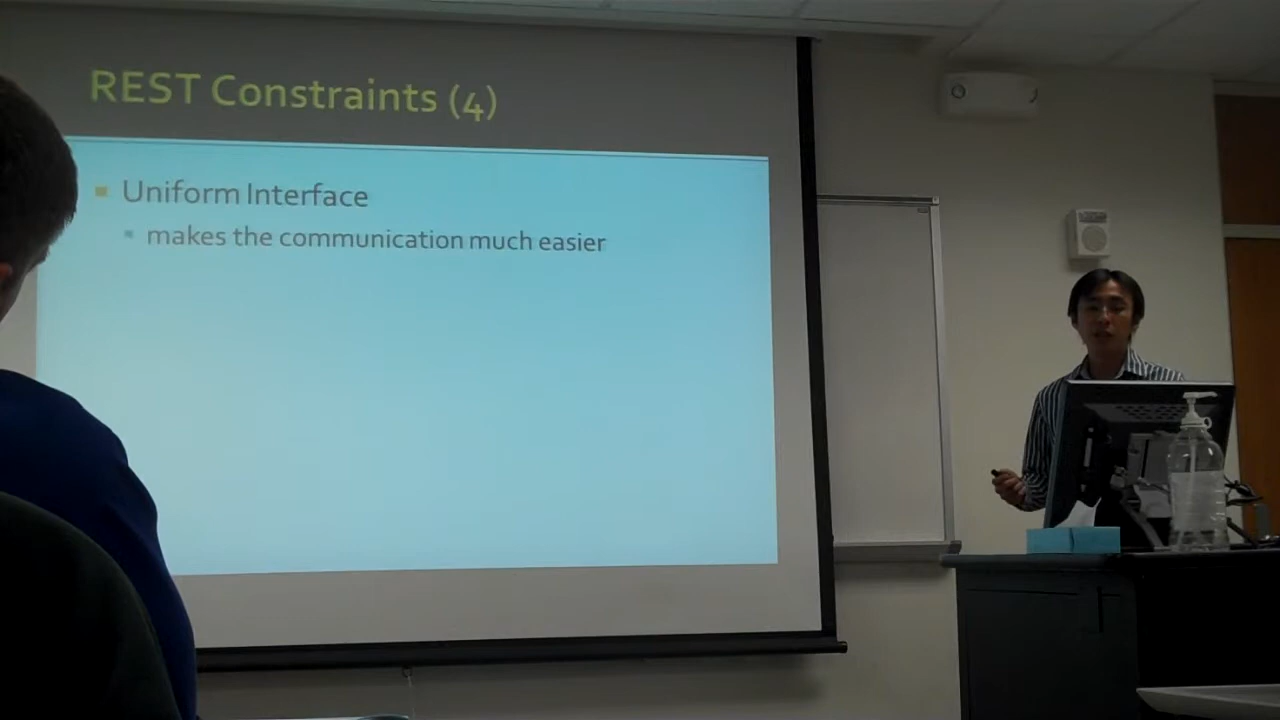 REST Constraints (4)
Uniform Interface
makes the communication much easier